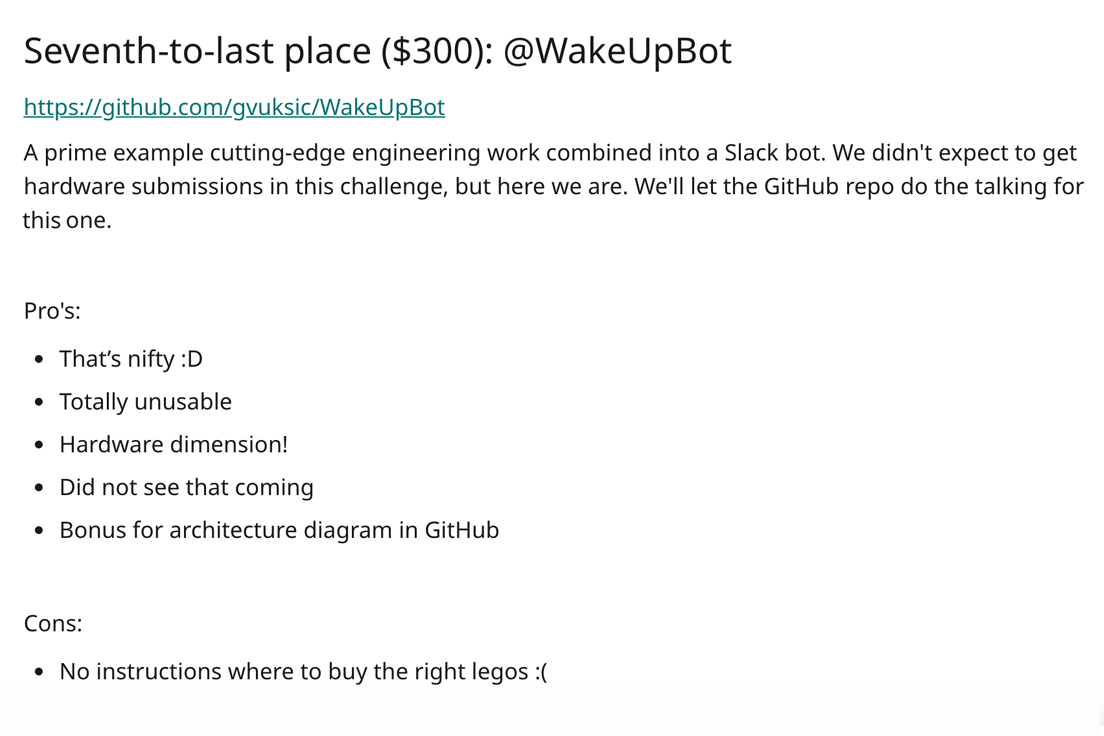 Seventh-to-last place ($300): @WakeUpBot
https://github.com/gvuksic/WakeUpBot
A prime example cutting-edge engineering work combined into a Slack bot. We didn't expect to get
hardware submissions in this challenge, but here we are. We'll let the GitHub repo do the talking for
this one.
Pro's:
• That’s nifty :D
• Totally unusable
• Hardware dimension!
• Did not see that coming
• Bonus for architecture diagram in GitHub
Cons:
• No instructions where to buy the right legos :(